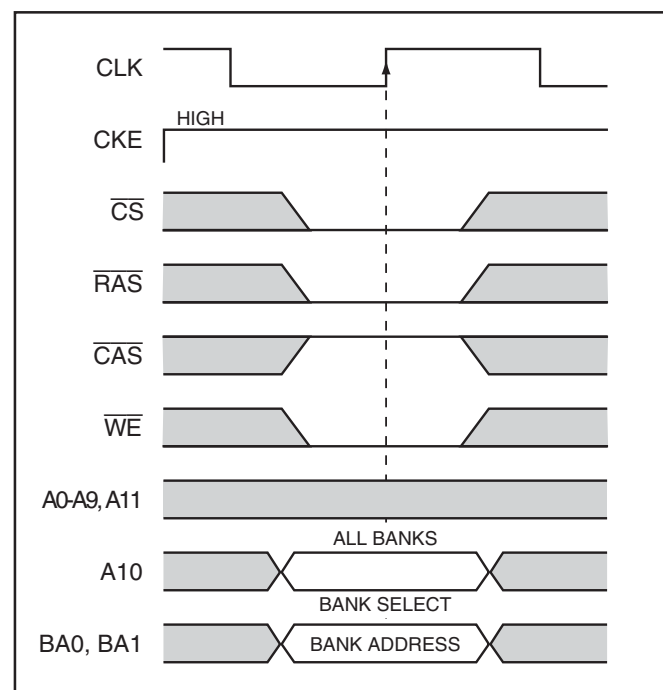 CLK
HIGH
CKE
CS
RAS
CAS
WE
A0-A9, A11
ALL BANKS
A10
BANK SELECT
BA0, BA1
BANK ADDRESS